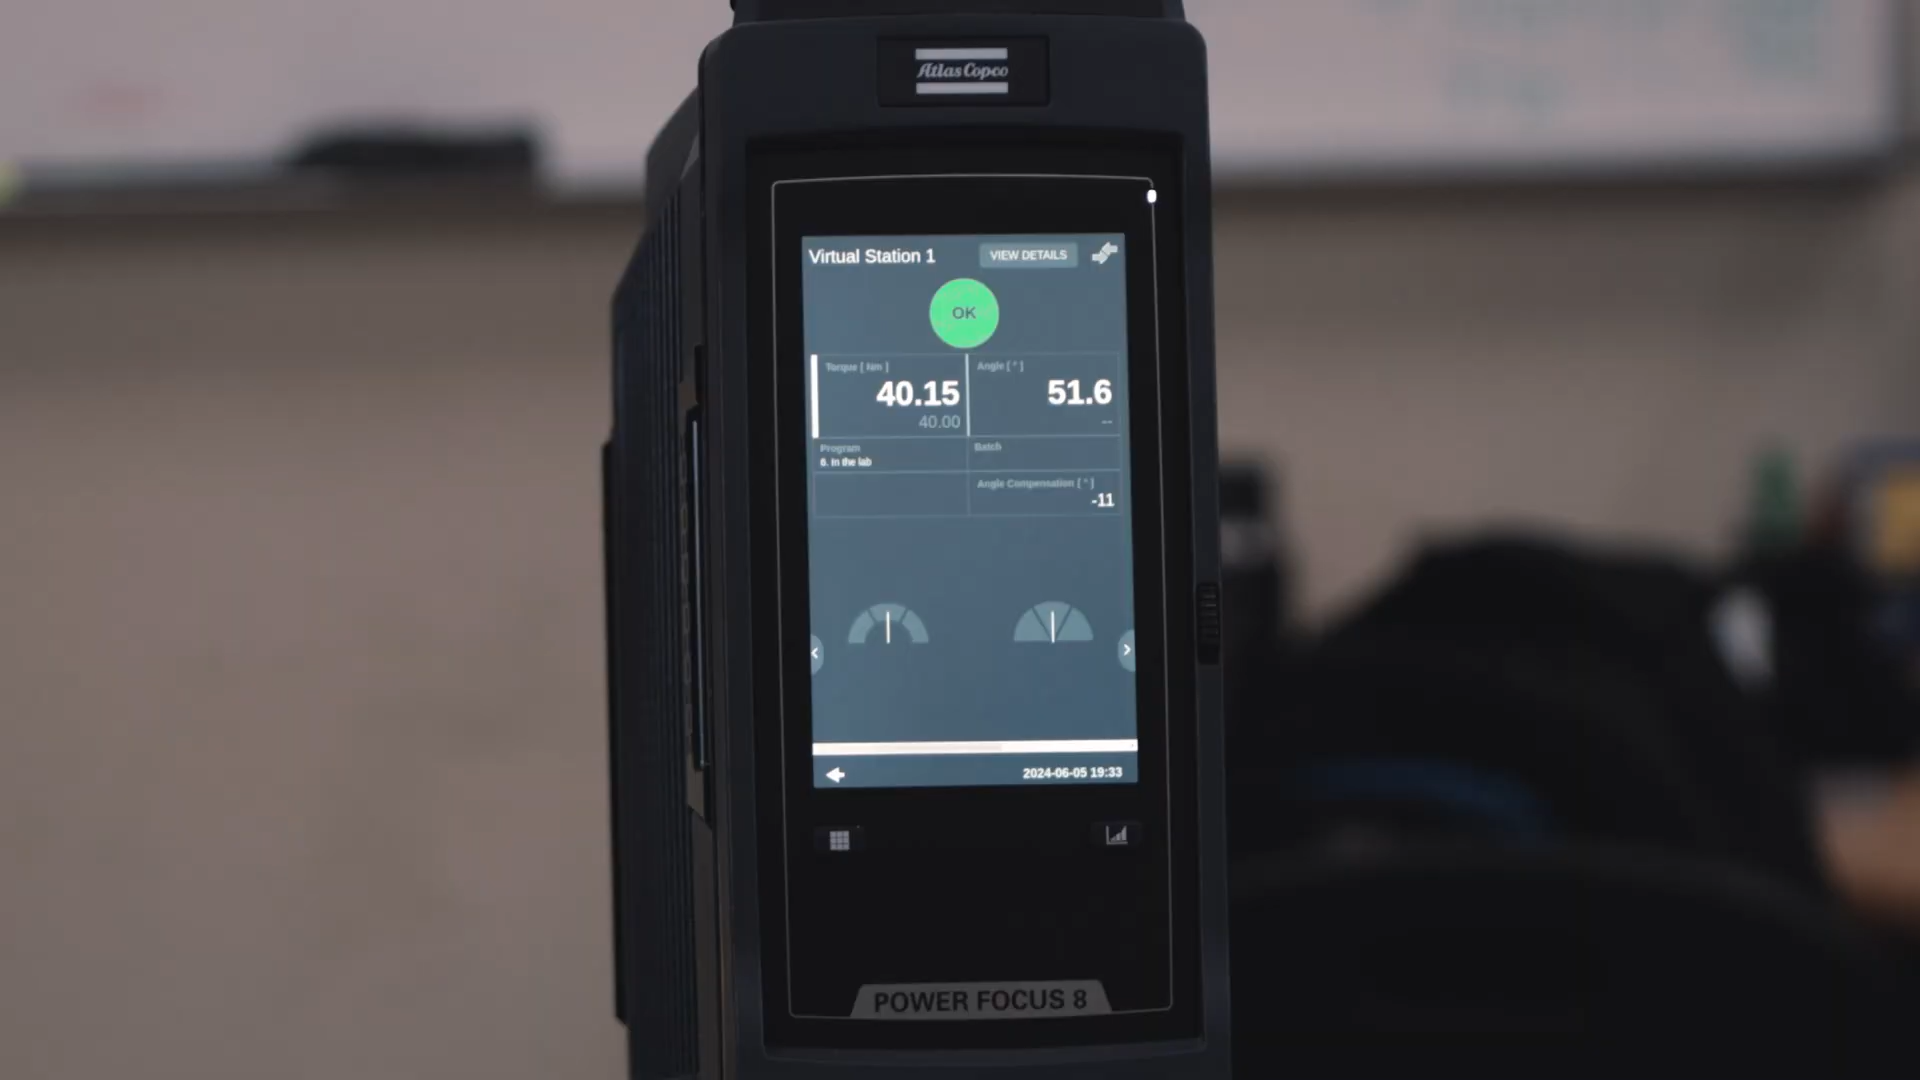 Atlas Copco
Virtual Station 1
VIEW DETAILS
OK
Torque [ Nm ]
40.15
40.00
Angle [ ° ]
51.6
--
Program
6. In the lab
Batch
Angle Compensation [ ° ]
-11
2024-06-05 19:33
POWER FOCUS 8